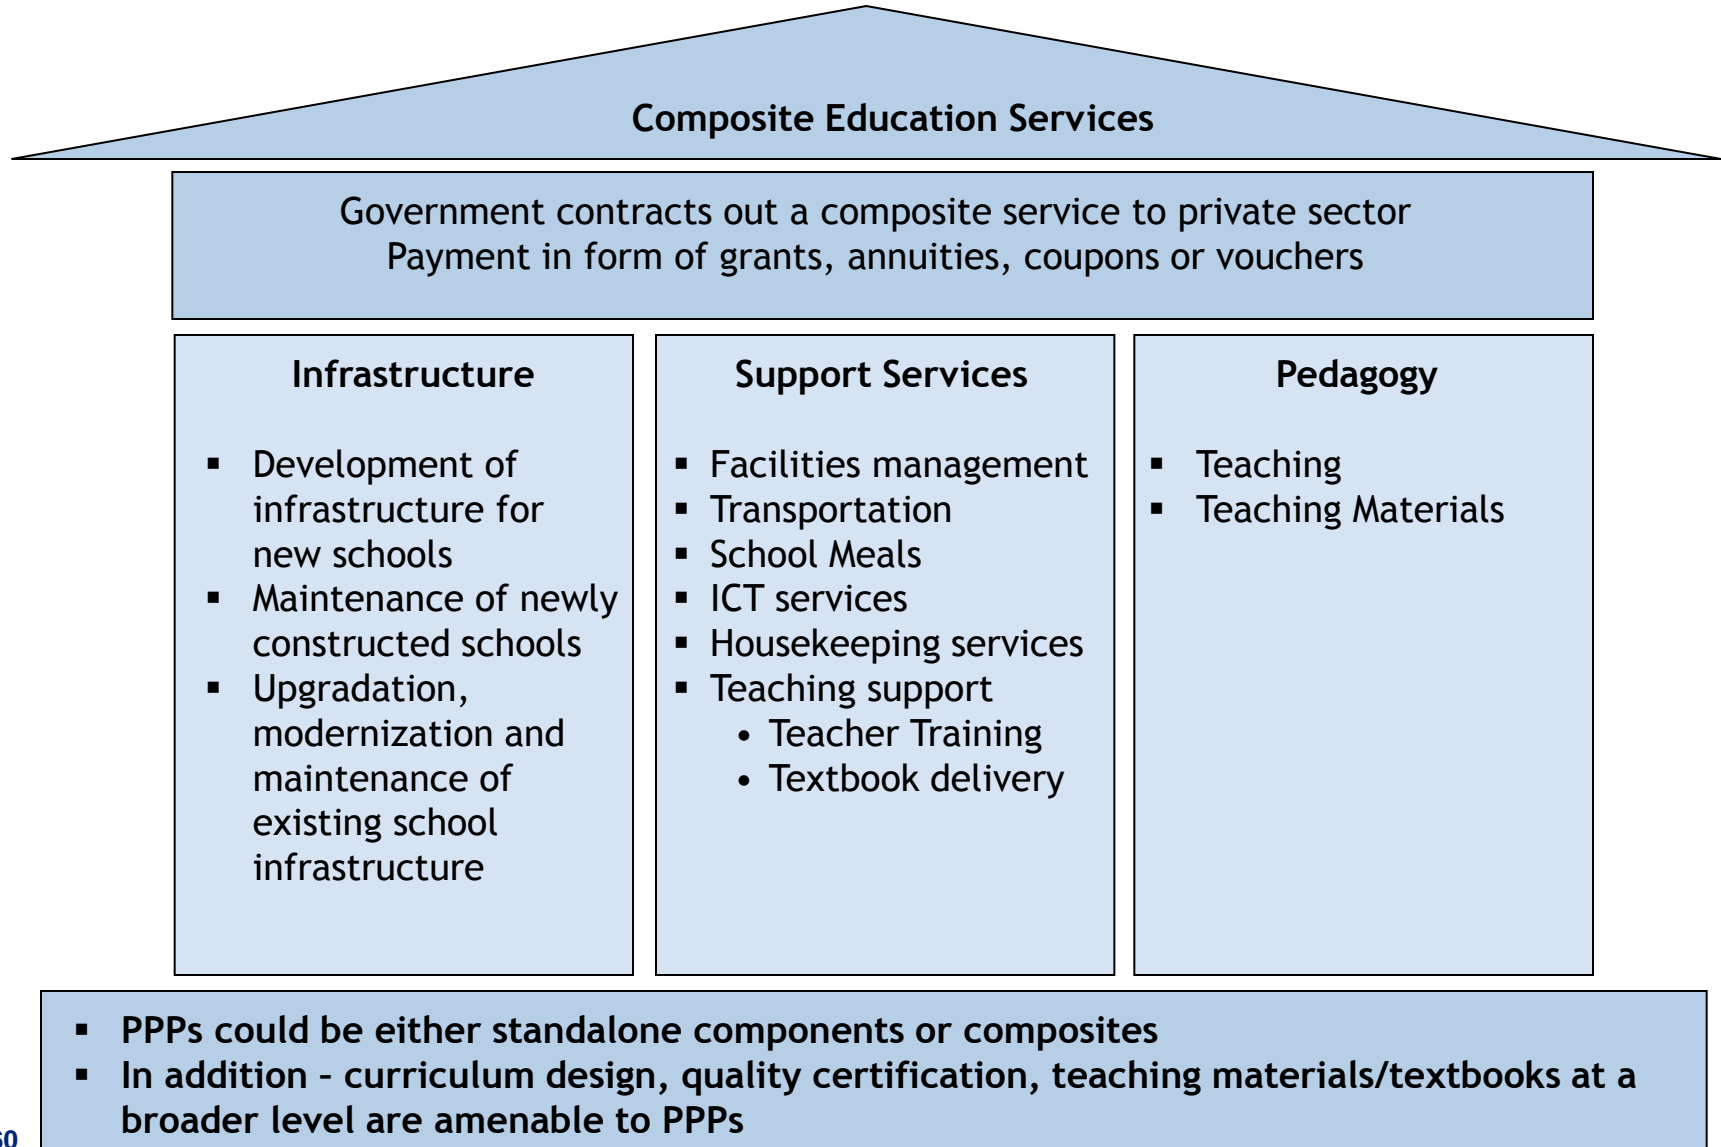 Composite Education Services
Government contracts out a composite service to private sector
Payment in form of grants, annuities, coupons or vouchers
Infrastructure
▪ Development of
infrastructure for
new schools
▪ Maintenance of newly
constructed schools
▪ Upgradation,
modernization and
maintenance of
existing school
infrastructure
Support Services
▪ Facilities management
▪ Transportation
▪ School Meals
▪ ICT services
▪ Housekeeping services
▪ Teaching support
• Teacher Training
• Textbook delivery
Pedagogy
▪ Teaching
▪ Teaching Materials
▪ PPPs could be either standalone components or composites
▪ In addition – curriculum design, quality certification, teaching materials/textbooks at a
broader level are amenable to PPPs